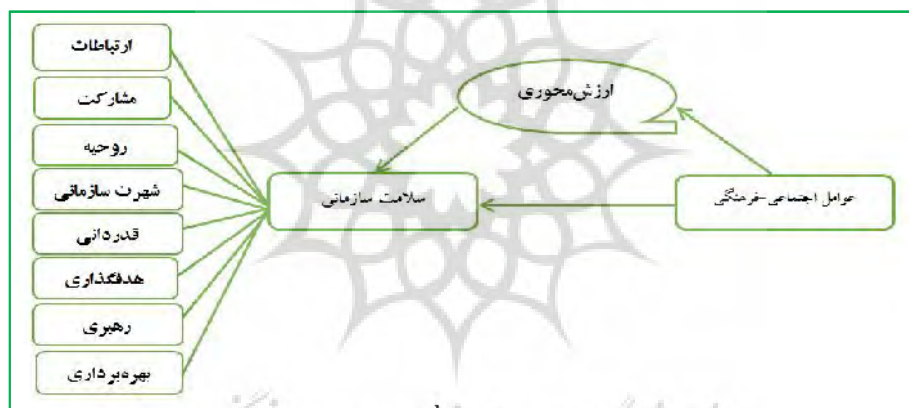 ارتباطات
مشارکت
روحیه
شهرت سازمانی
قدردانی
هدفگذاری
رهبری
بهره‌برداری
ارزش‌محوری
سلامت سازمانی
عوامل اجتماعی-فرهنگی